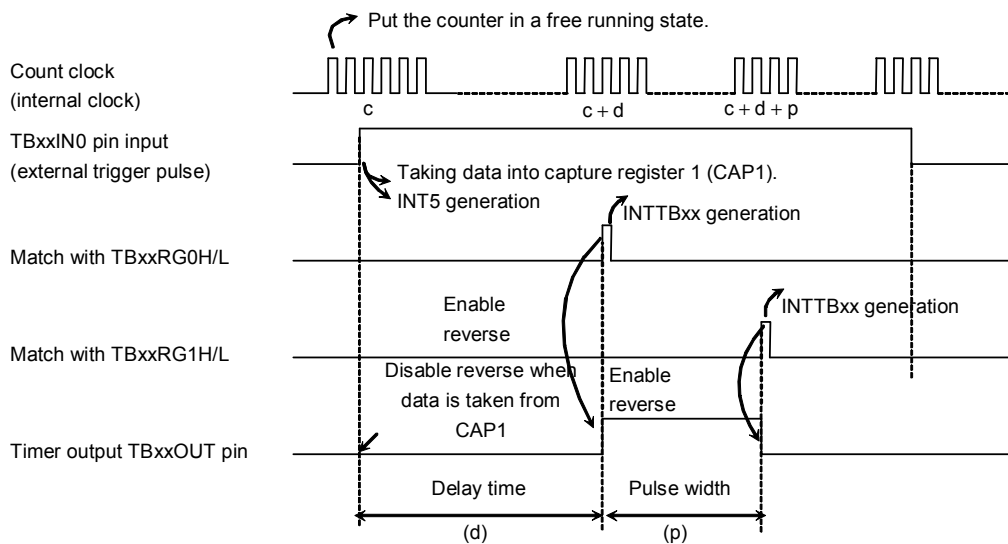 Put the counter in a free running state.
Count clock
(internal clock)
c
c + d
c + d + p
TBxxIN0 pin input
(external trigger pulse)
Taking data into capture register 1 (CAP1).
INT5 generation
INTTBxx generation
Match with TBxxRG0H/L
Enable
reverse
INTTBxx generation
Match with TBxxRG1H/L
Disable reverse when
data is taken from
CAP1
Enable
reverse
Timer output TBxxOUT pin
Delay time
Pulse width
(d)
(p)